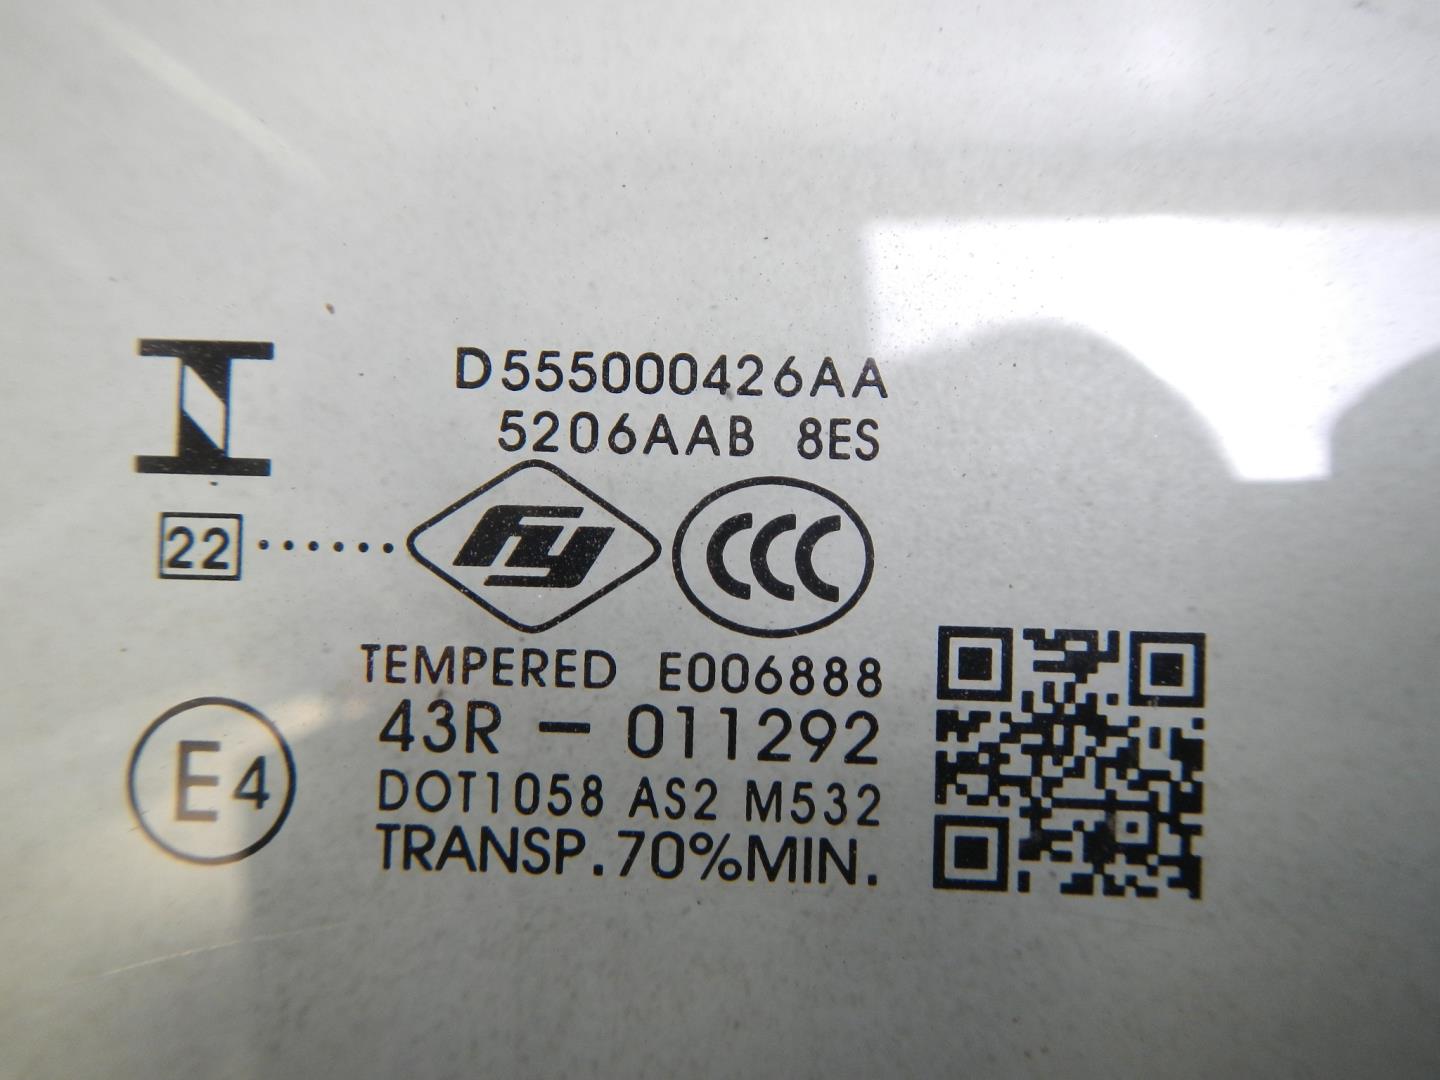 D555000426AA
5206AAB 8ES
22 ...... FY CCC
TEMPERED E006888
E4 43R - 011292
DOT1058 AS2 M532
TRANSP.70%MIN.